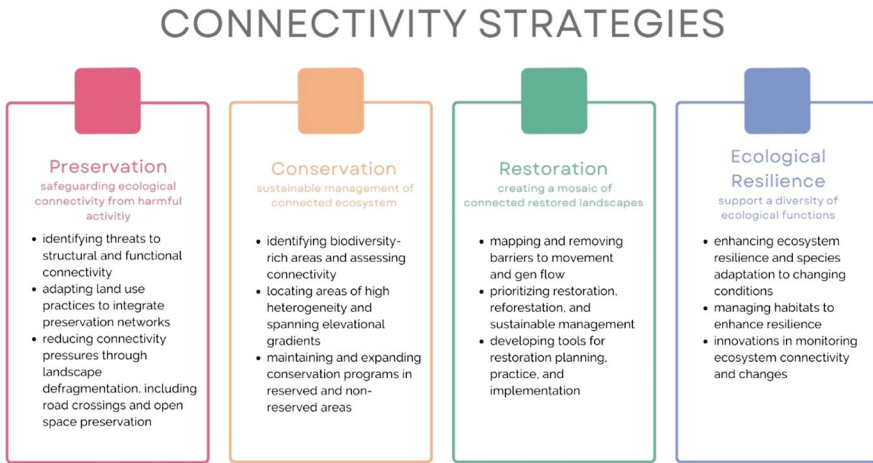 CONNECTIVITY STRATEGIES
Preservation
safeguarding ecological
connectivity from harmful
activitiy
• identifying threats to
structural and functional
connectivity
• adapting land use
practices to integrate
preservation networks
• reducing connectivity
pressures through
landscape
defragmentation, including
road crossings and open
space preservation
Conservation
sustainable management of
connected ecosystem
• identifying biodiversity-
rich areas and assessing
connectivity
• locating areas of high
heterogeneity and
spanning elevational
gradients
• maintaining and expanding
conservation programs in
reserved and non-
reserved areas
Restoration
creating a mosaic of
connected restored landscapes
• mapping and removing
barriers to movement
and gen flow
• prioritizing restoration,
reforestation, and
sustainable management
• developing tools for
restoration planning,
practice, and
implementation
Ecological
Resilience
support a diversity of
ecological functions
• enhancing ecosystem
resilience and species
adaptation to changing
conditions
• managing habitats to
enhance resilience
• innovations in monitoring
ecosystem connectivity
and changes